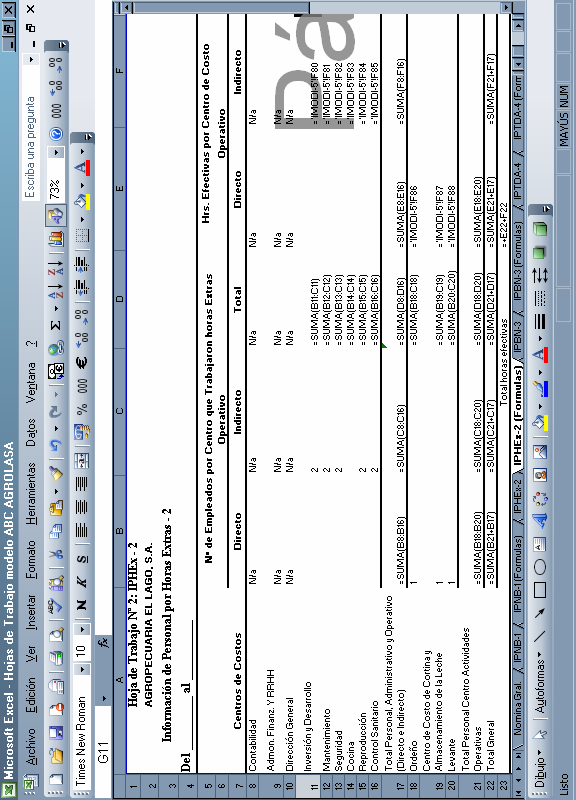 Microsoft Excel - Hojas de Trabajo modelo ABC AGROLASA
Archivo Edición Ver Insertar Formato Herramientas Datos Ventana ?
Escriba una pregunta
73%
Times New Roman 10 N K S % 000 €
G11 fx
A B C D E F
1 Hoja de Trabajo Nº 2: IPHEx - 2
2 AGROPECUARIA EL LAGO, S.A.
3 Información de Personal por Horas Extras - 2
4 Del ________ al ________
5 Nº de Empleados por Centro que Trabajaron horas Extras Hrs. Efectivas por Centro de Costo
6 Operativo Operativo
7 Centros de Costos Directo Indirecto Total Directo Indirecto
8 Contabilidad N/a N/a N/a N/a N/a
9 Admon. Finanz. Y RRHHH N/a N/a N/a N/a N/a
10 Dirección General N/a N/a N/a N/a N/a
11 Inversión y Desarrollo 2 =SUMA(B11:C11) ='IMODI-5'!F80
12 Mantenimiento 2 =SUMA(B12:C12) ='IMODI-5'!F81
13 Seguridad 2 =SUMA(B13:C13) ='IMODI-5'!F82
14 Cocina =SUMA(B14:C14) ='IMODI-5'!F83
15 Reproducción 2 =SUMA(B15:C15) ='IMODI-5'!F84
16 Control Sanitario 2 =SUMA(B16:C16) ='IMODI-5'!F85
Total Personal, Administrativo y Operativo
17 (Directo e Indirecto) =SUMA(B8:B16) =SUMA(C8:C16) =SUMA(D8:D16) =SUMA(E8:E16) =SUMA(F8:F16)
18 Ordeño 1 =SUMA(B18:C18) ='IMODI-5'!F86
Centro de Costo de Cortina y
19 Almacenamiento de la Leche 1 =SUMA(B19:C19) ='IMODI-5'!F87
20 Levante 1 =SUMA(B20:C20) ='IMODI-5'!F88
Total Personal Centro Actividades
21 Operativas =SUMA(B18:B20) =SUMA(C18:C20) =SUMA(D18:D20) =SUMA(E18:E20)
22 Total Gneral =SUMA(B21+B17) =SUMA(C21+C17) =SUMA(D21+D17) =SUMA(E21+E17) =SUMA(F21+F17)
23 Total horas efectivas =+E22+F22
Pá
Nomina Gral. IPNB-1 IPNB-1 (Formulas) IPHEx-2 IPHEx-2 (Formulas) IPBN-3 IPBN-3 (Formulas) IPTDA-4 IPTDA-4 (Form
Dibujo Autoformas
Listo MAYÚS NUM